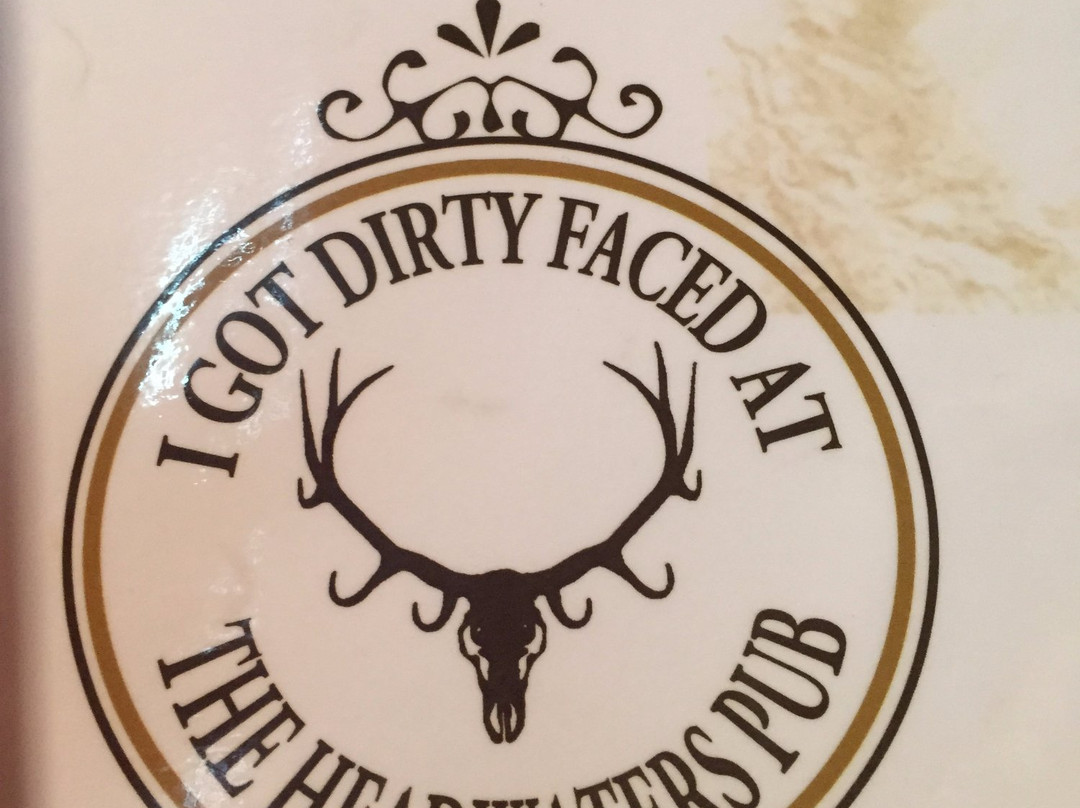 I GOT DIRTY FACED AT
THE HEADWATERS PUB